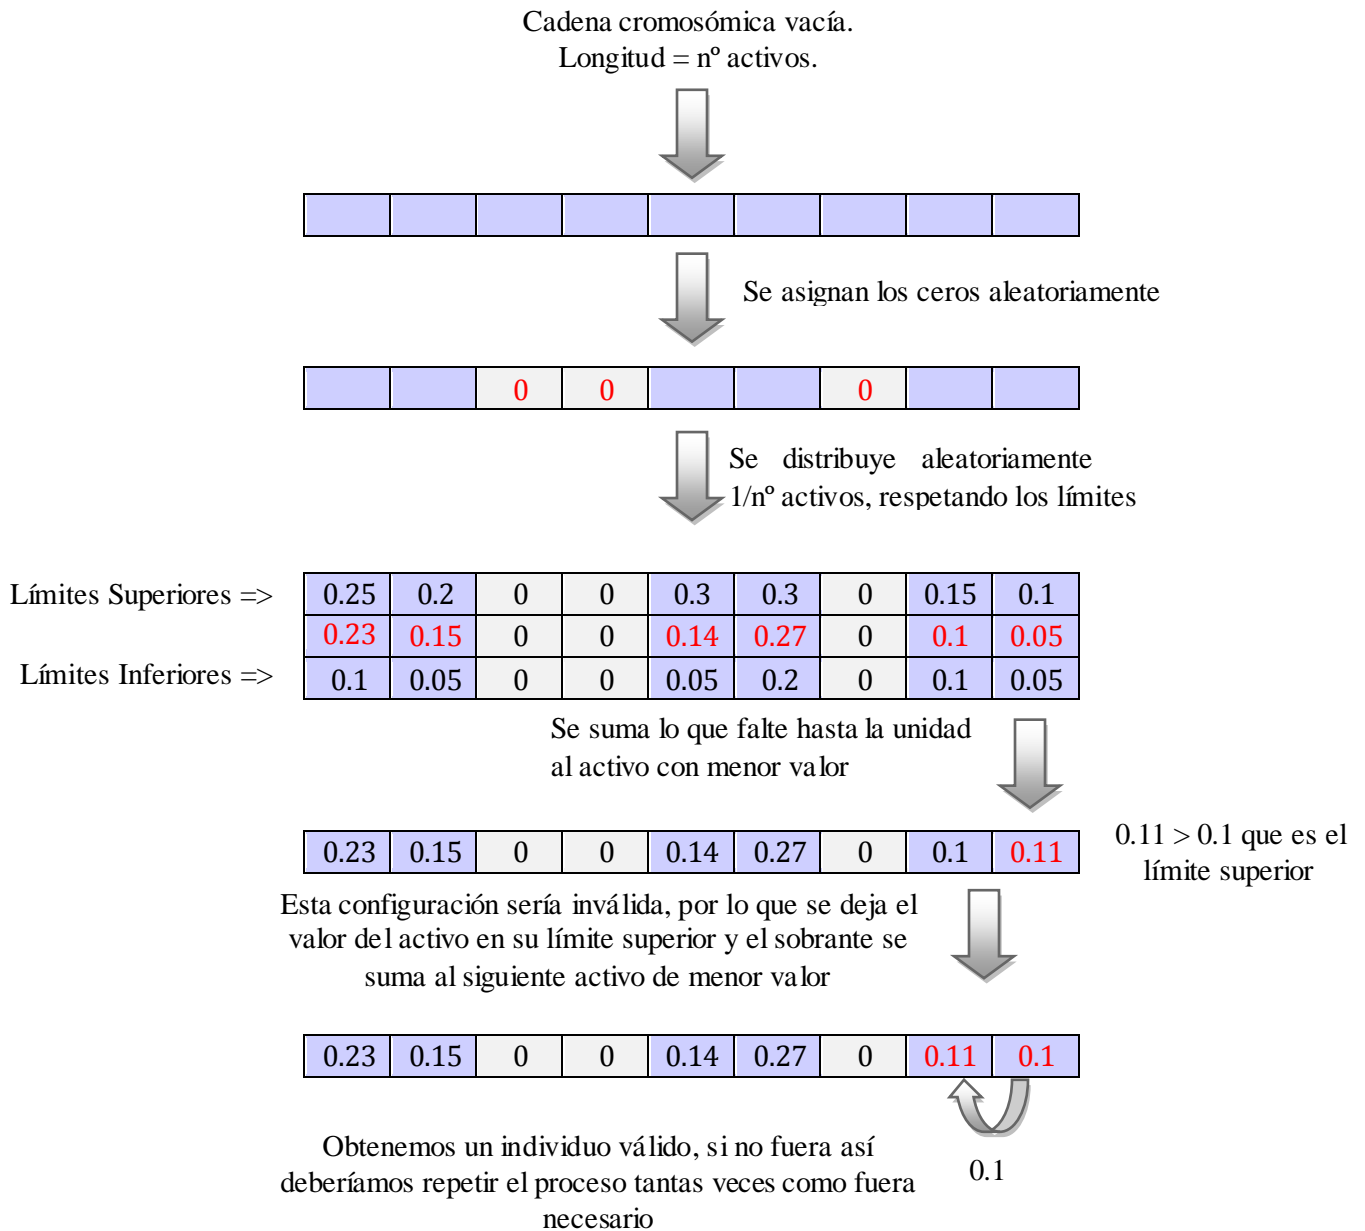 Cadena cromosómica vacía.
Longitud = nº activos.
Se asignan los ceros aleatoriamente
0 0 0
Se distribuye aleatoriamente
1/nº activos, respetando los límites
Límites Superiores => 0.25 0.2 0 0 0.3 0.3 0 0.15 0.1
0.23 0.15 0 0 0.14 0.27 0 0.1 0.05
Límites Inferiores => 0.1 0.05 0 0 0.05 0.2 0 0.1 0.05
Se suma lo que falte hasta la unidad
al activo con menor valor
0.23 0.15 0 0 0.14 0.27 0 0.1 0.11
0.11 > 0.1 que es el
límite superior
Esta configuración sería inválida, por lo que se deja el
valor del activo en su límite superior y el sobrante se
suma al siguiente activo de menor valor
0.23 0.15 0 0 0.14 0.27 0 0.11 0.1
0.1
Obtenemos un individuo válido, si no fuera así
deberíamos repetir el proceso tantas veces como fuera
necesario